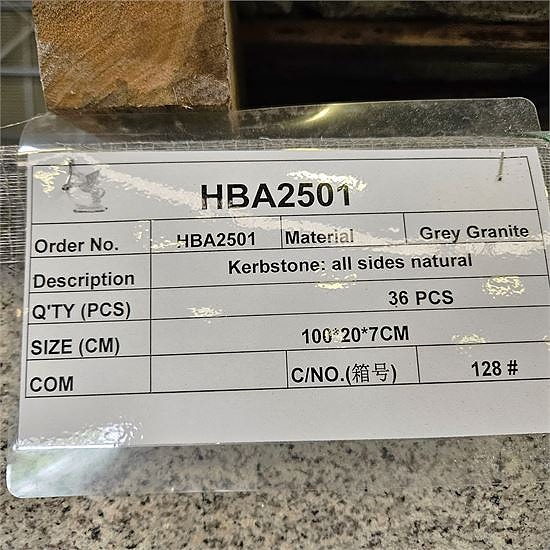 HBA2501
Order No. HBA2501 Material Grey Granite
Description Kerbstone: all sides natural
Q'TY (PCS) 36 PCS
SIZE (CM) 100*20*7CM
COM C/NO.(箱号) 128 #